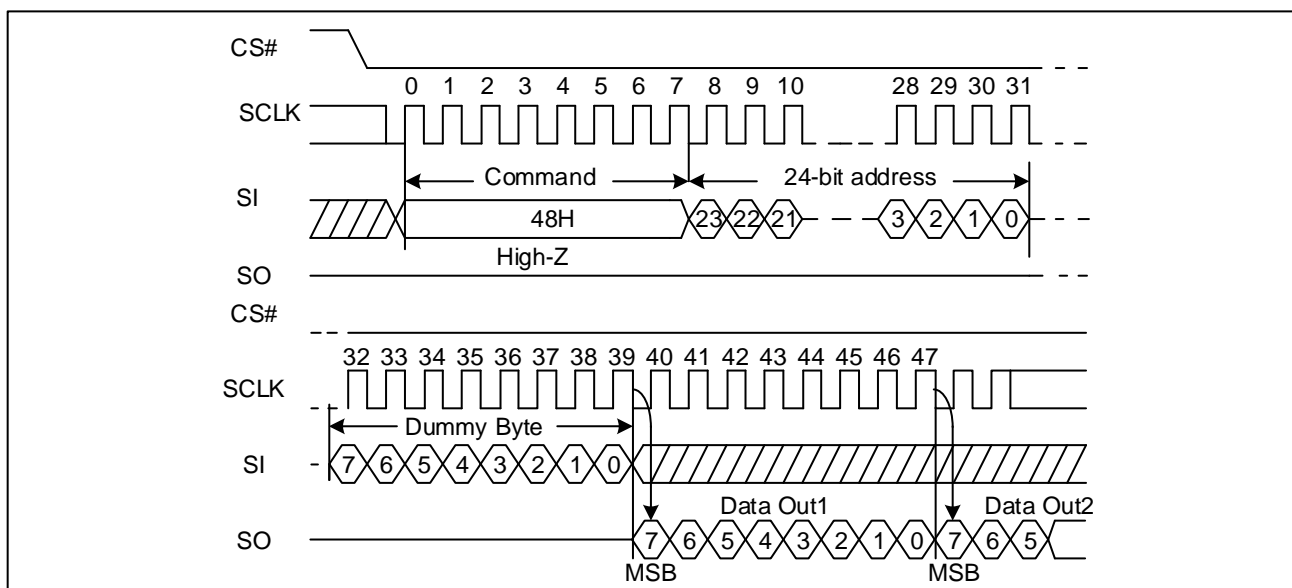 CS#
0 1 2 3 4 5 6 7 8 9 10 28 29 30 31
SCLK
Command 24-bit address
SI
48H 23 22 21 3 2 1 0
High-Z
SO
CS#
32 33 34 35 36 37 38 39 40 41 42 43 44 45 46 47
SCLK
Dummy Byte
SI 7 6 5 4 3 2 1 0
Data Out1 Data Out2
SO 7 6 5 4 3 2 1 0 7 6 5
MSB MSB